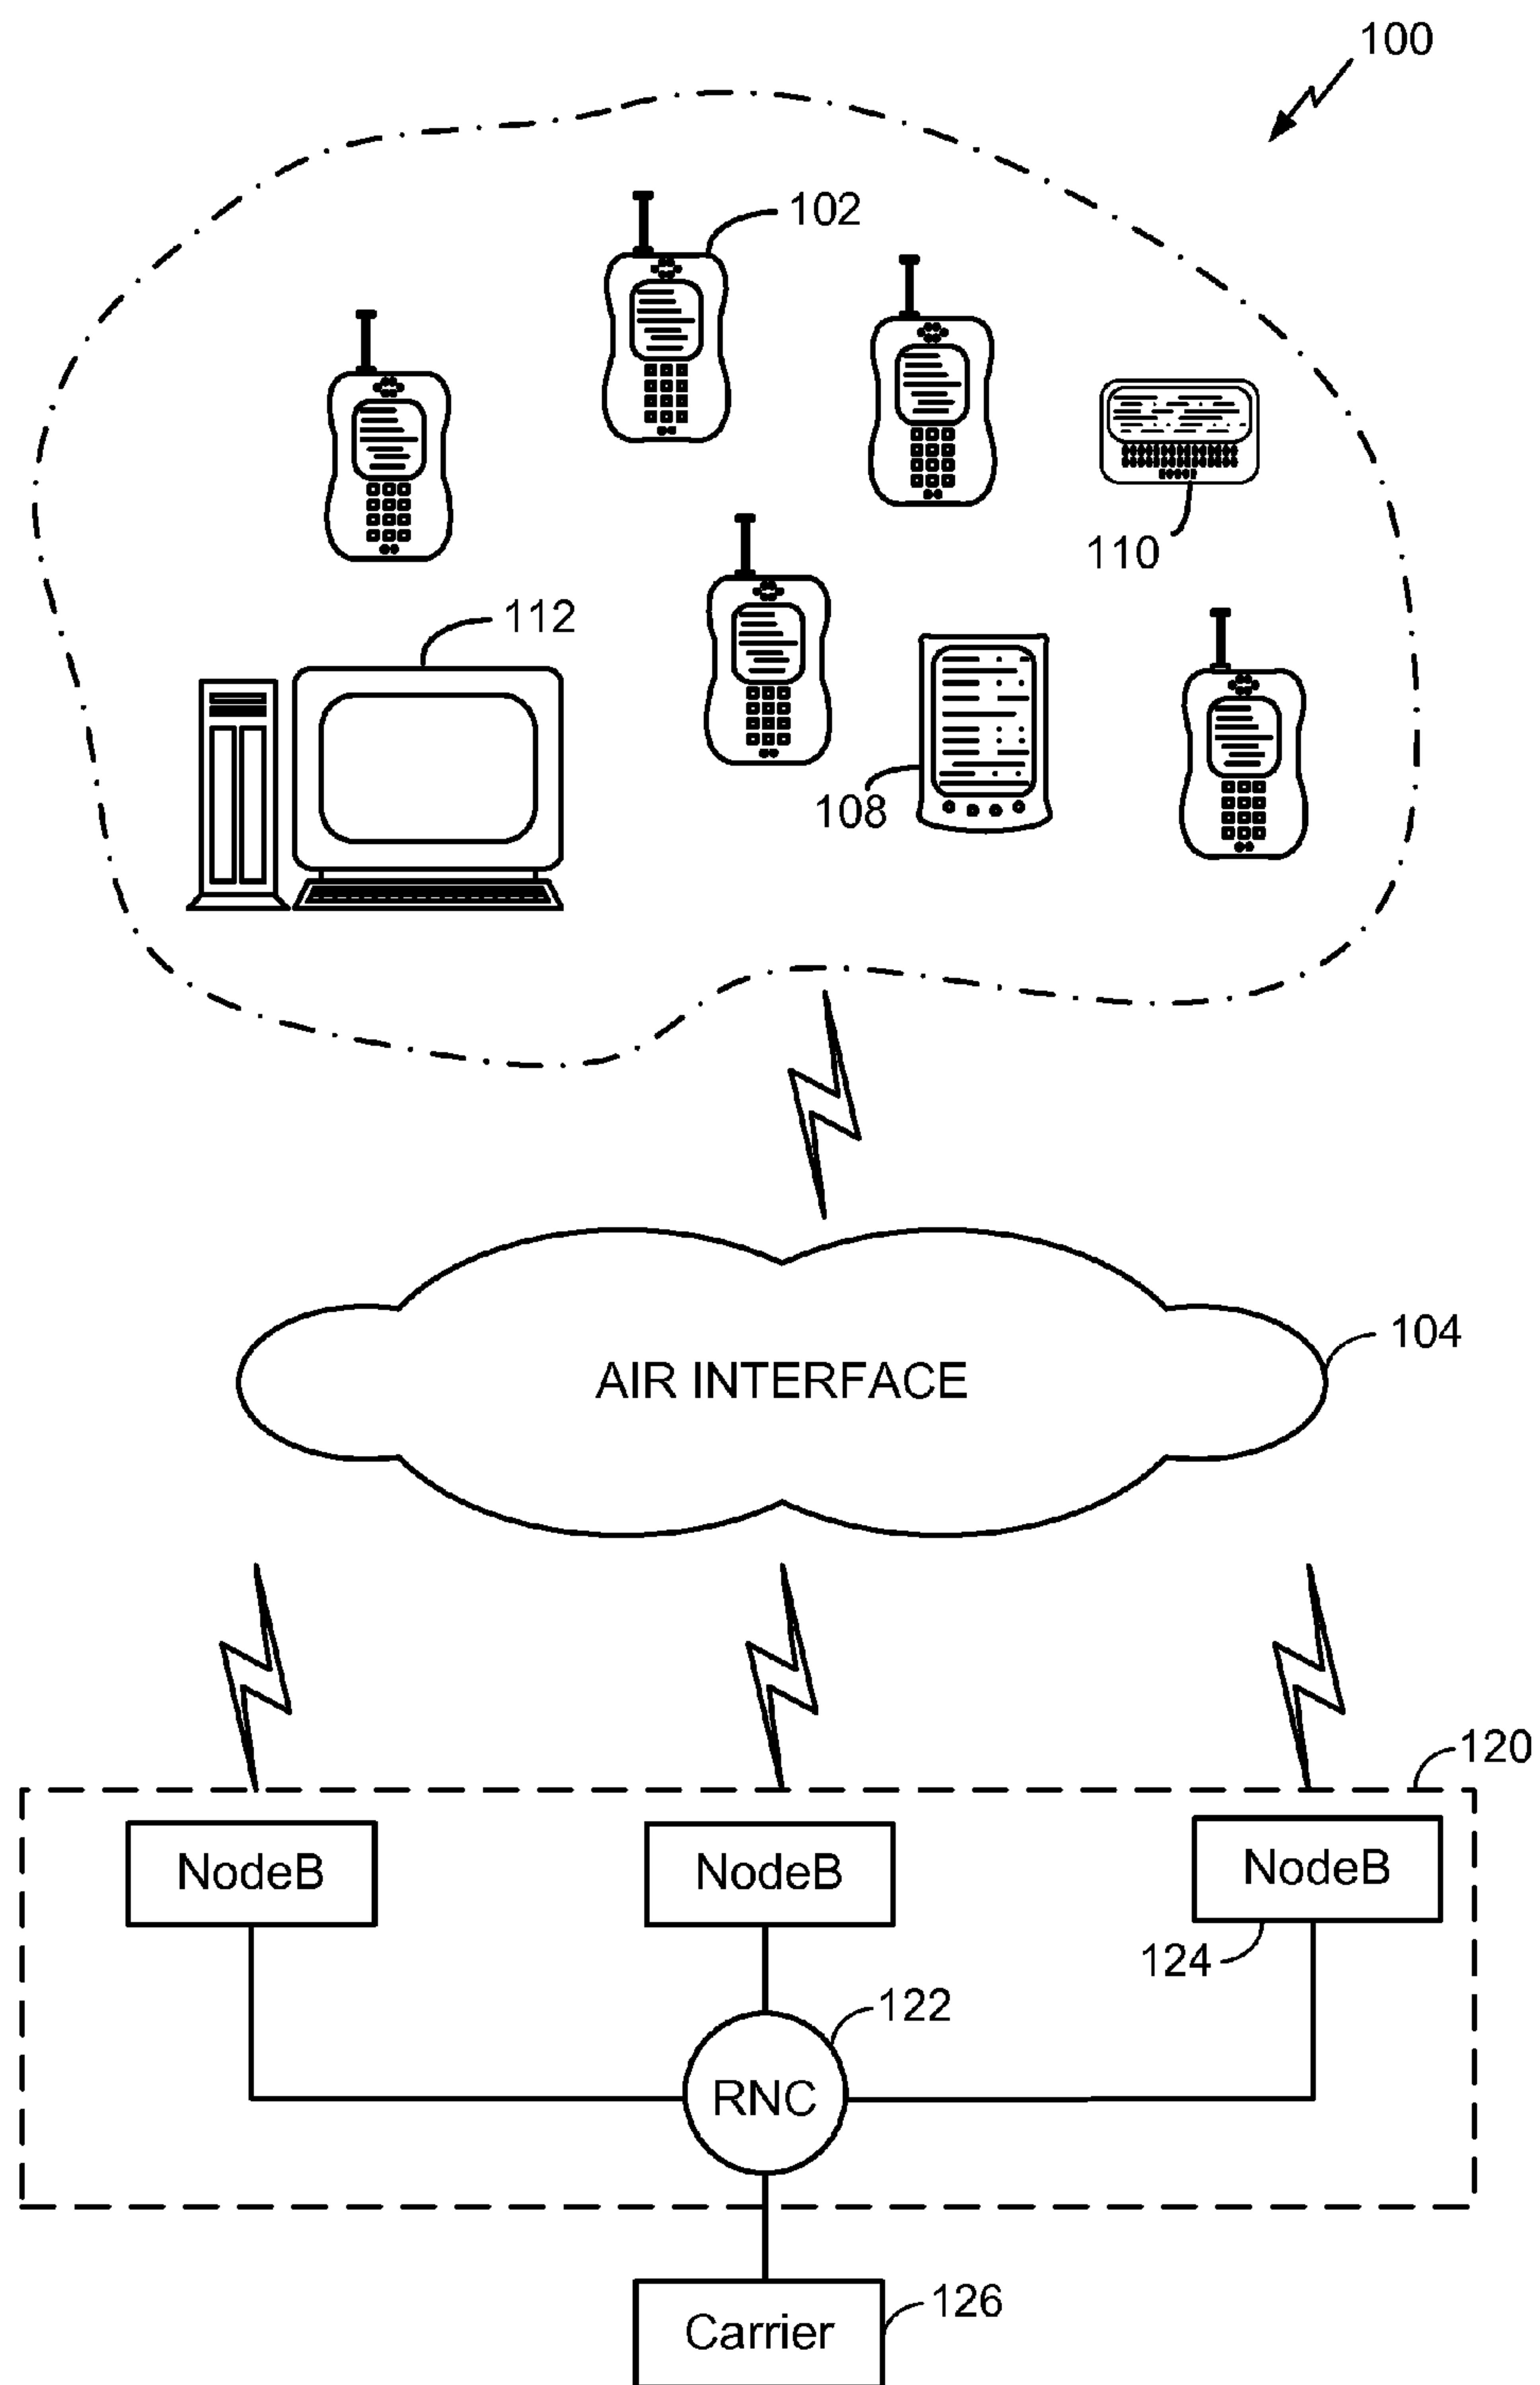 100
102
110
112
108
104
AIR INTERFACE
120
NodeB
NodeB
NodeB
124
122
RNC
126
Carrier